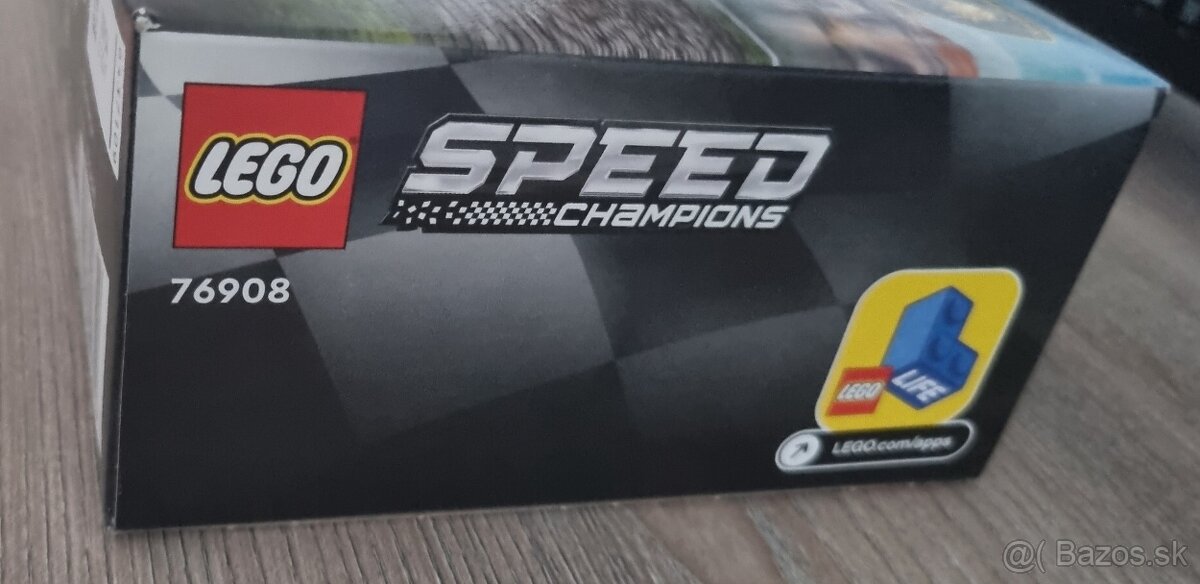 LEGO
SPEED
CHAMPIONS
76908
LEGO
LIFE
LEGO.com/apps
@( Bazos.sk